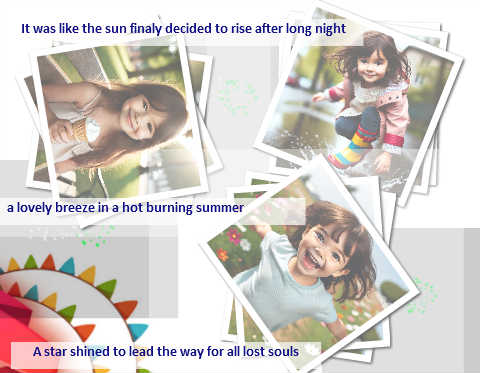 It was like the sun finaly decided to rise after long night
a lovely breeze in a hot burning summer
A star shined to lead the way for all lost souls